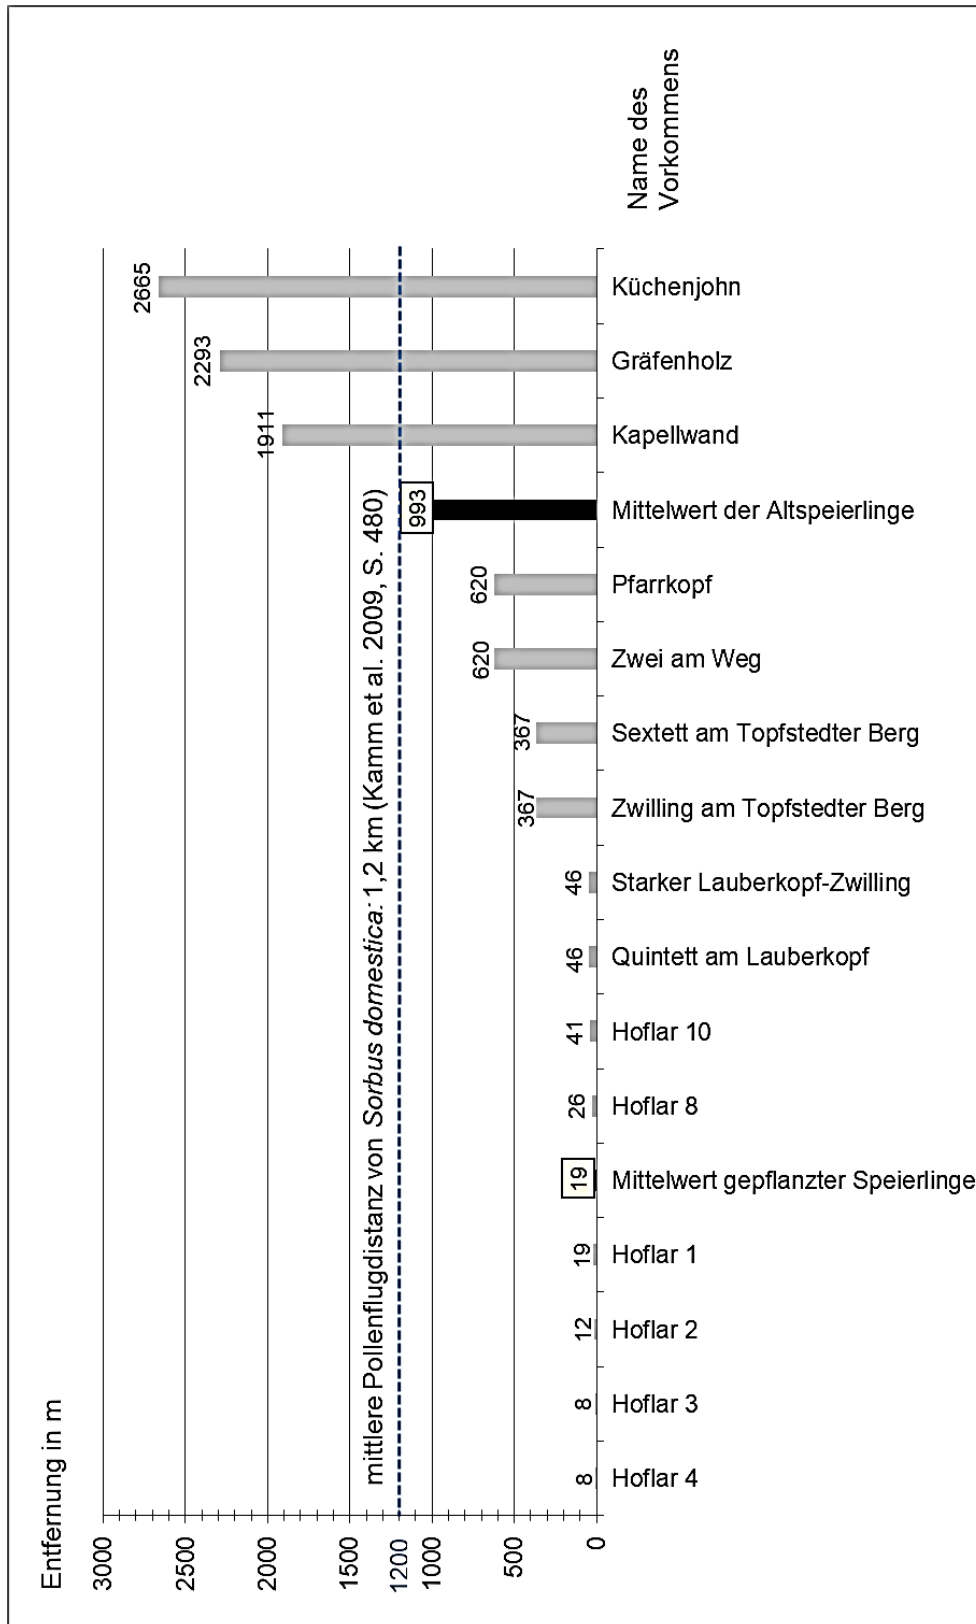 Entfernung in m
3000
2500
2000
1500
1200
1000
500
0
mittlere Pollenflugdistanz von Sorbus domestica: 1,2 km (Kamm et al. 2009, S. 480)
8
8
12
19
19
26
41
46
46
367
367
620
620
993
1911
2293
2665
Hoflar 4
Hoflar 3
Hoflar 2
Hoflar 1
Mittelwert gepflanzter Speierlinge
Hoflar 8
Hoflar 10
Quintett am Lauberkopf
Starker Lauberkopf-Zwilling
Zwilling am Topfstedter Berg
Sextett am Topfstedter Berg
Zwei am Weg
Pfarrkopf
Mittelwert der Altspeierlinge
Kapellwand
Gräfenholz
Küchenjohn
Name des
Vorkommens